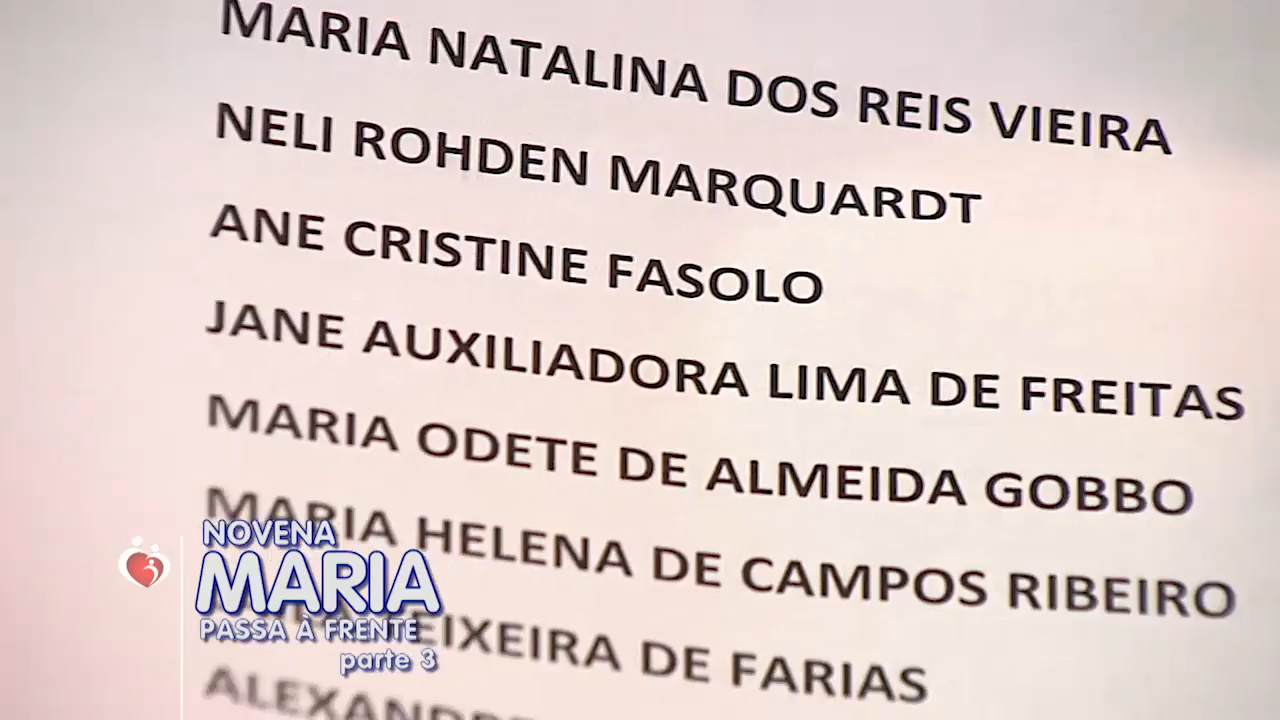 MARIA NATALINA DOS REIS VIEIRA
NELI ROHDEN MARQUARDT
ANE CRISTINE FASOLO
JANE AUXILIADORA LIMA DE FREITAS
MARIA ODETE DE ALMEIDA GOBBO
MARIA HELENA DE CAMPOS RIBEIRO
TEIXEIRA DE FARIAS
NOVENA
MARIA
PASSA À FRENTE
parte 3